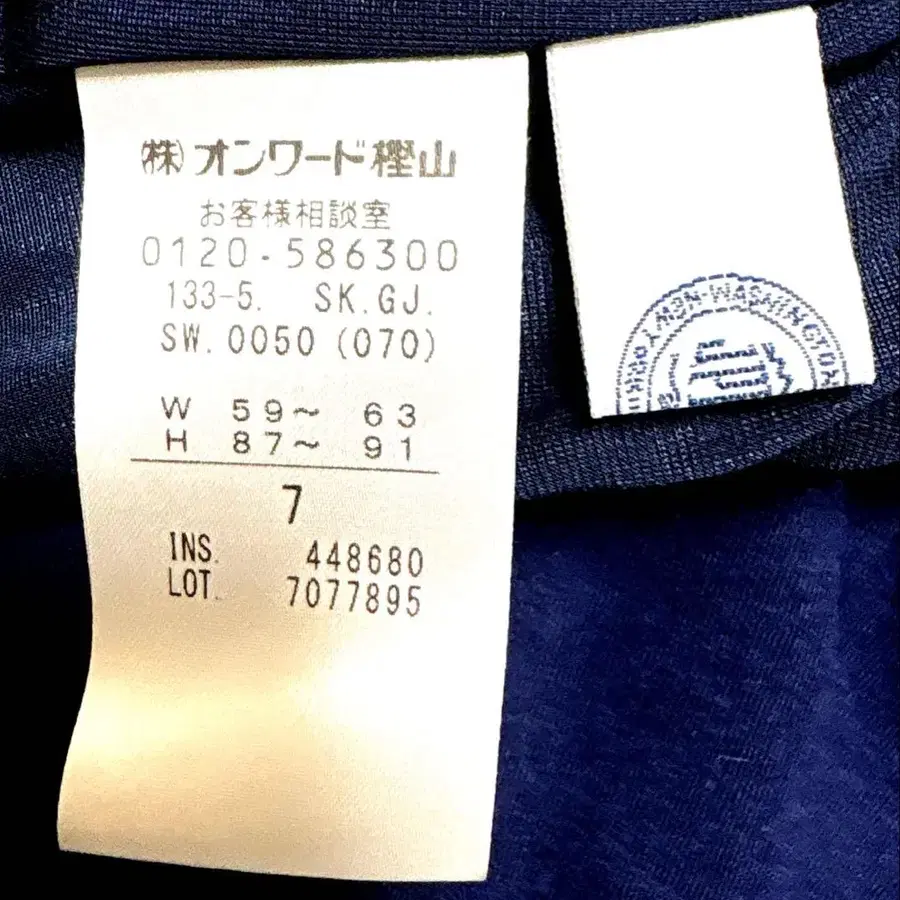 (株)オンワード樫山
お客様相談室
0120-586300
133-5. SK.GJ.
SW.0050(070)
W 59～ 63
H 87～ 91
7
INS. 448680
LOT. 7077895